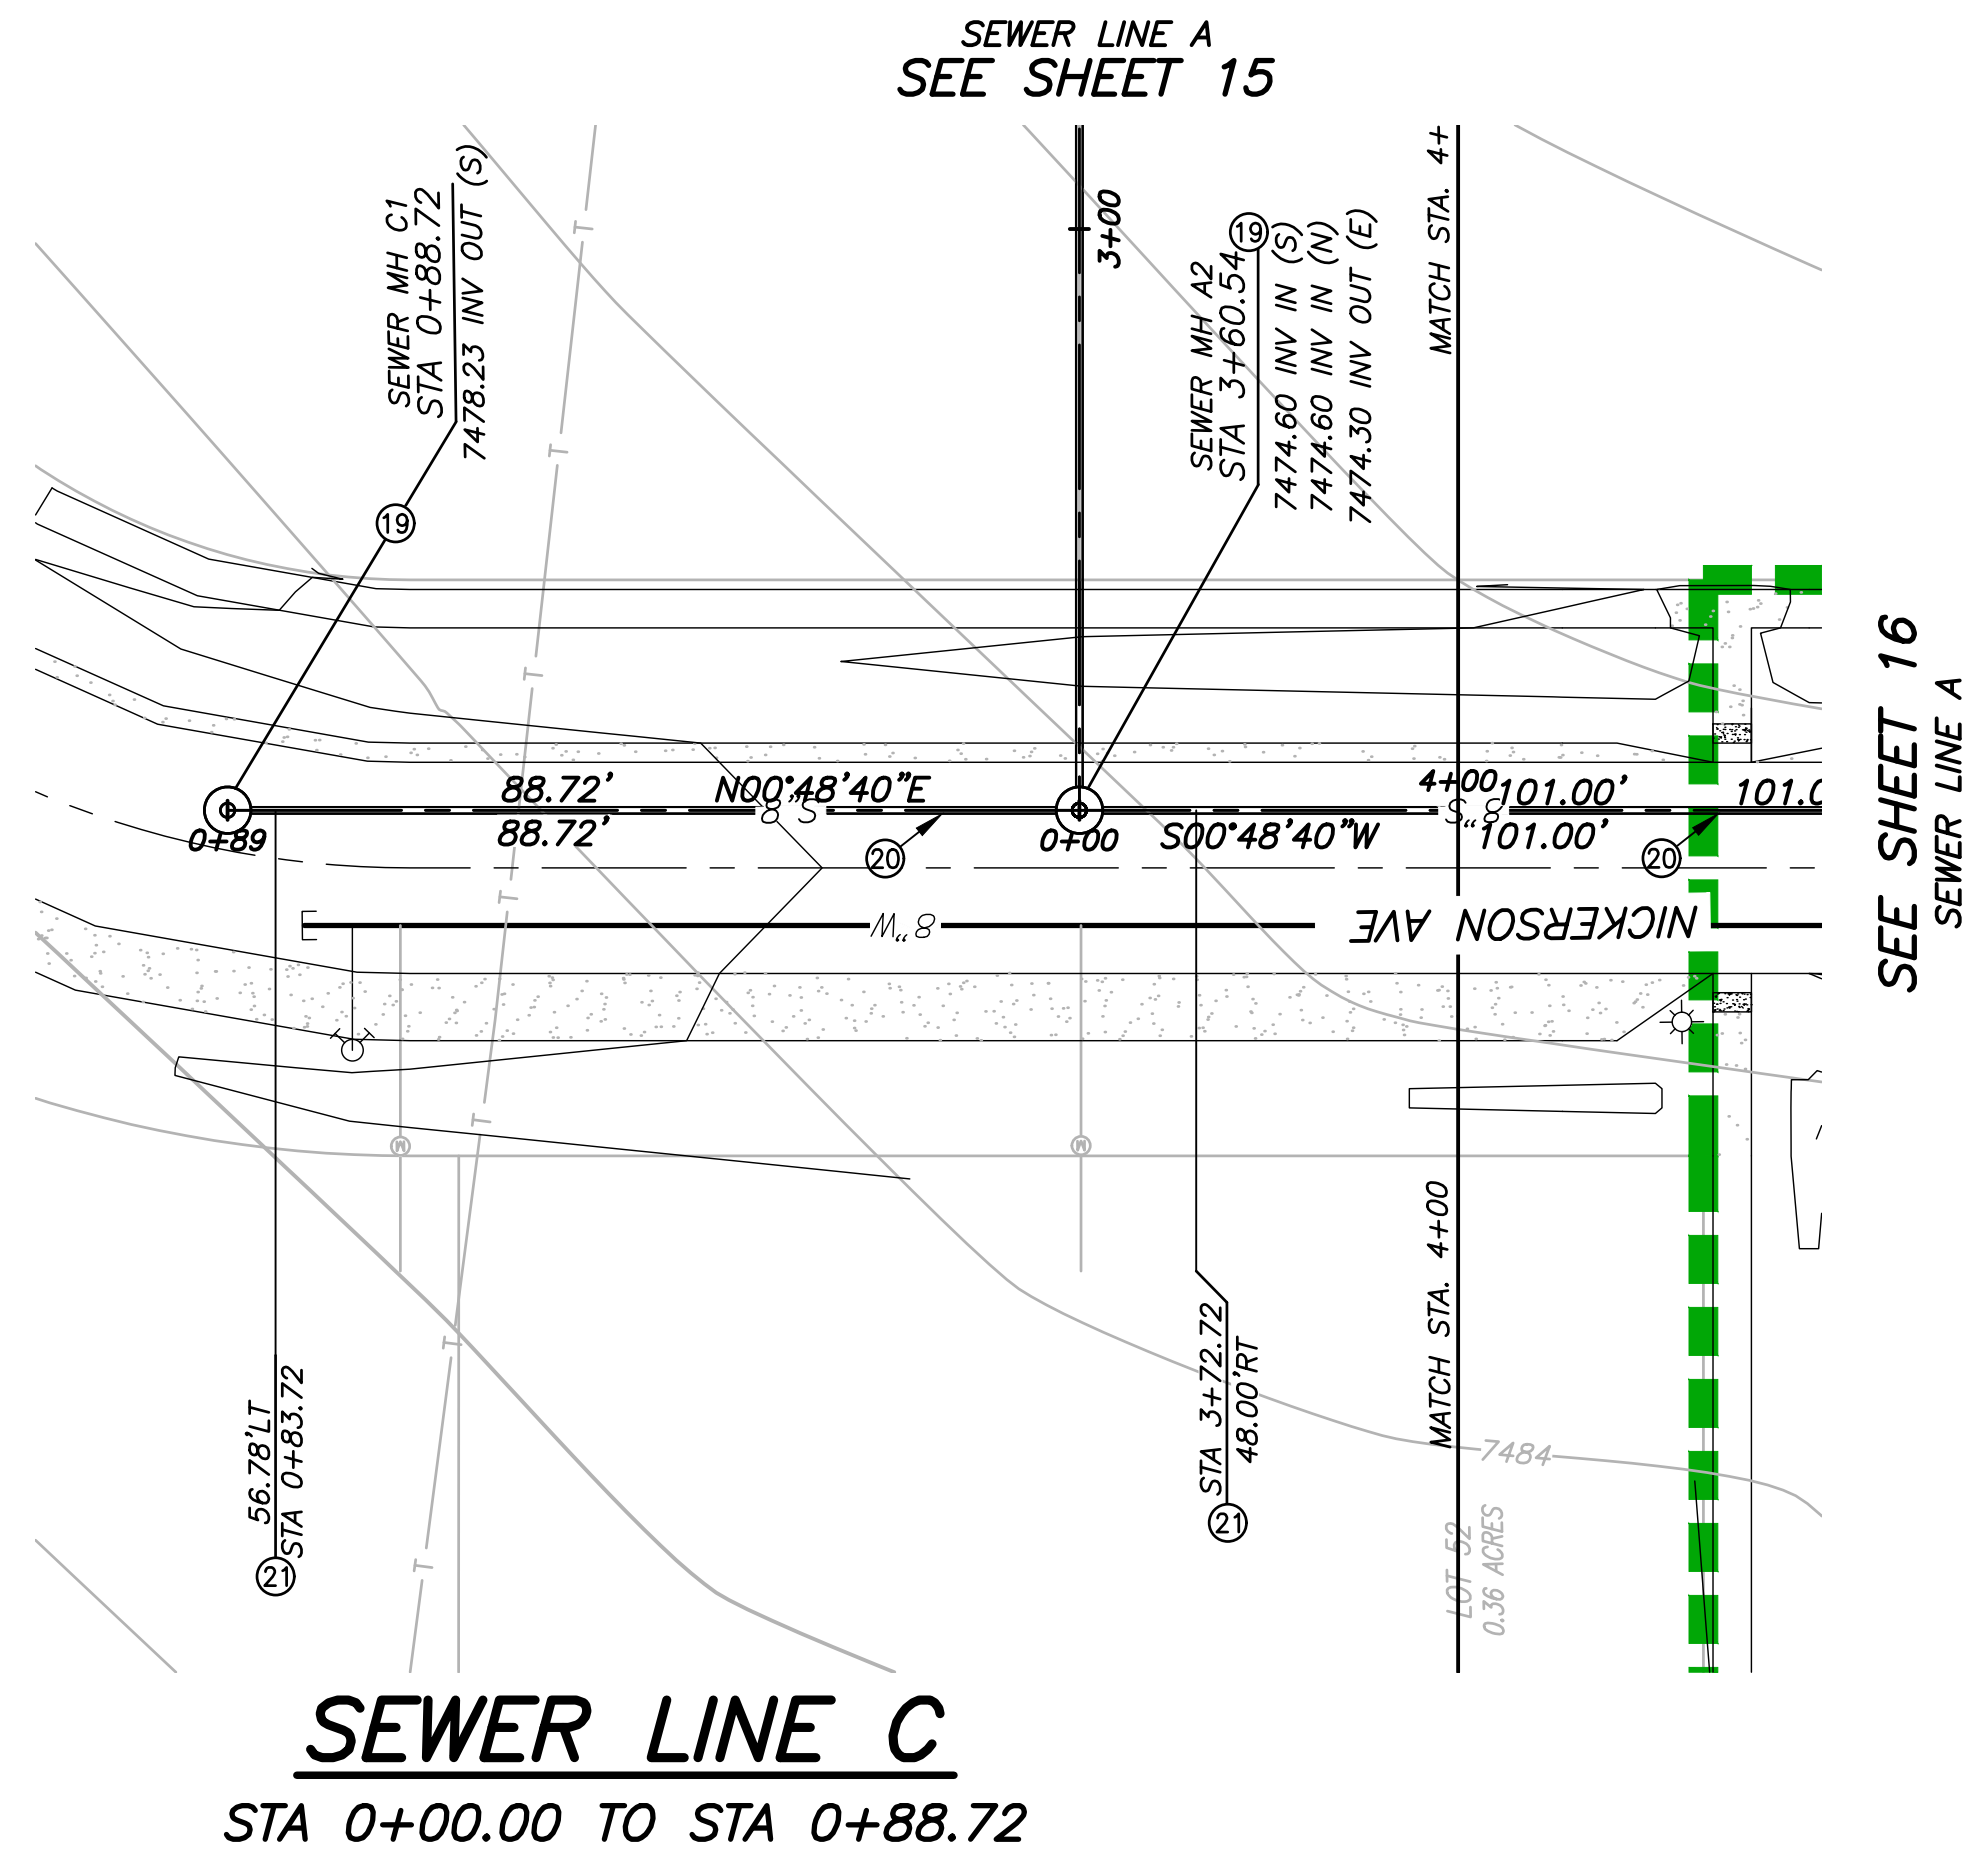 SEWER LINE A
SEE SHEET 15
SEWER MH C1
STA 0+88.72
7478.23 INV OUT (S)
19
3+00
19
SEWER MH A2
STA 3+60.54
7474.60 INV IN (S)
7474.60 INV IN (N)
7474.30 INV OUT (E)
MATCH STA. 4+
T
T
T
T
T
T
T
SEE SHEET 16
SEWER LINE A
88.72'
N00°48'40"E
4+00
101.00'
101.0
8"S
8"S
0+89
88.72'
20
0+00
S00°48'40"W
101.00'
20
8"W
NICKERSON AVE
M
M
MATCH STA. 4+00
56.78'LT
STA 0+83.72
21
STA 3+72.72
48.00'RT
21
7484
LOT 52
0.36 ACRES
SEWER LINE C
STA 0+00.00 TO STA 0+88.72